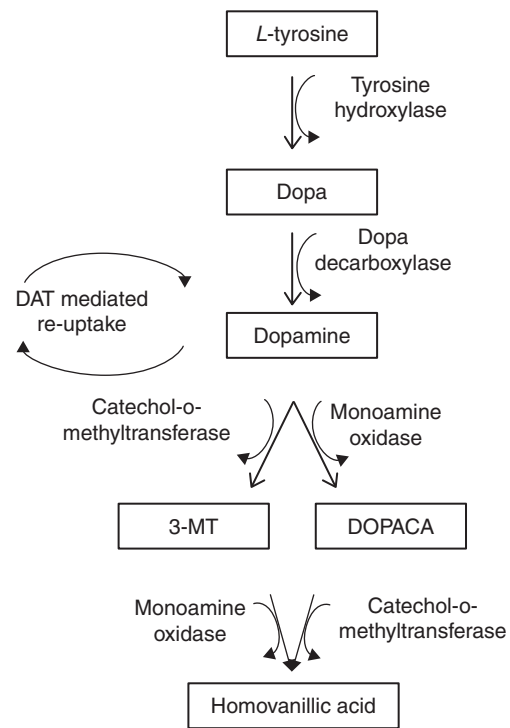 L-tyrosine
Tyrosine
hydroxylase
Dopa
Dopa
decarboxylase
DAT mediated
re-uptake
Dopamine
Catechol-o-
methyltransferase
Monoamine
oxidase
3-MT
DOPACA
Monoamine
oxidase
Catechol-o-
methyltransferase
Homovanillic acid